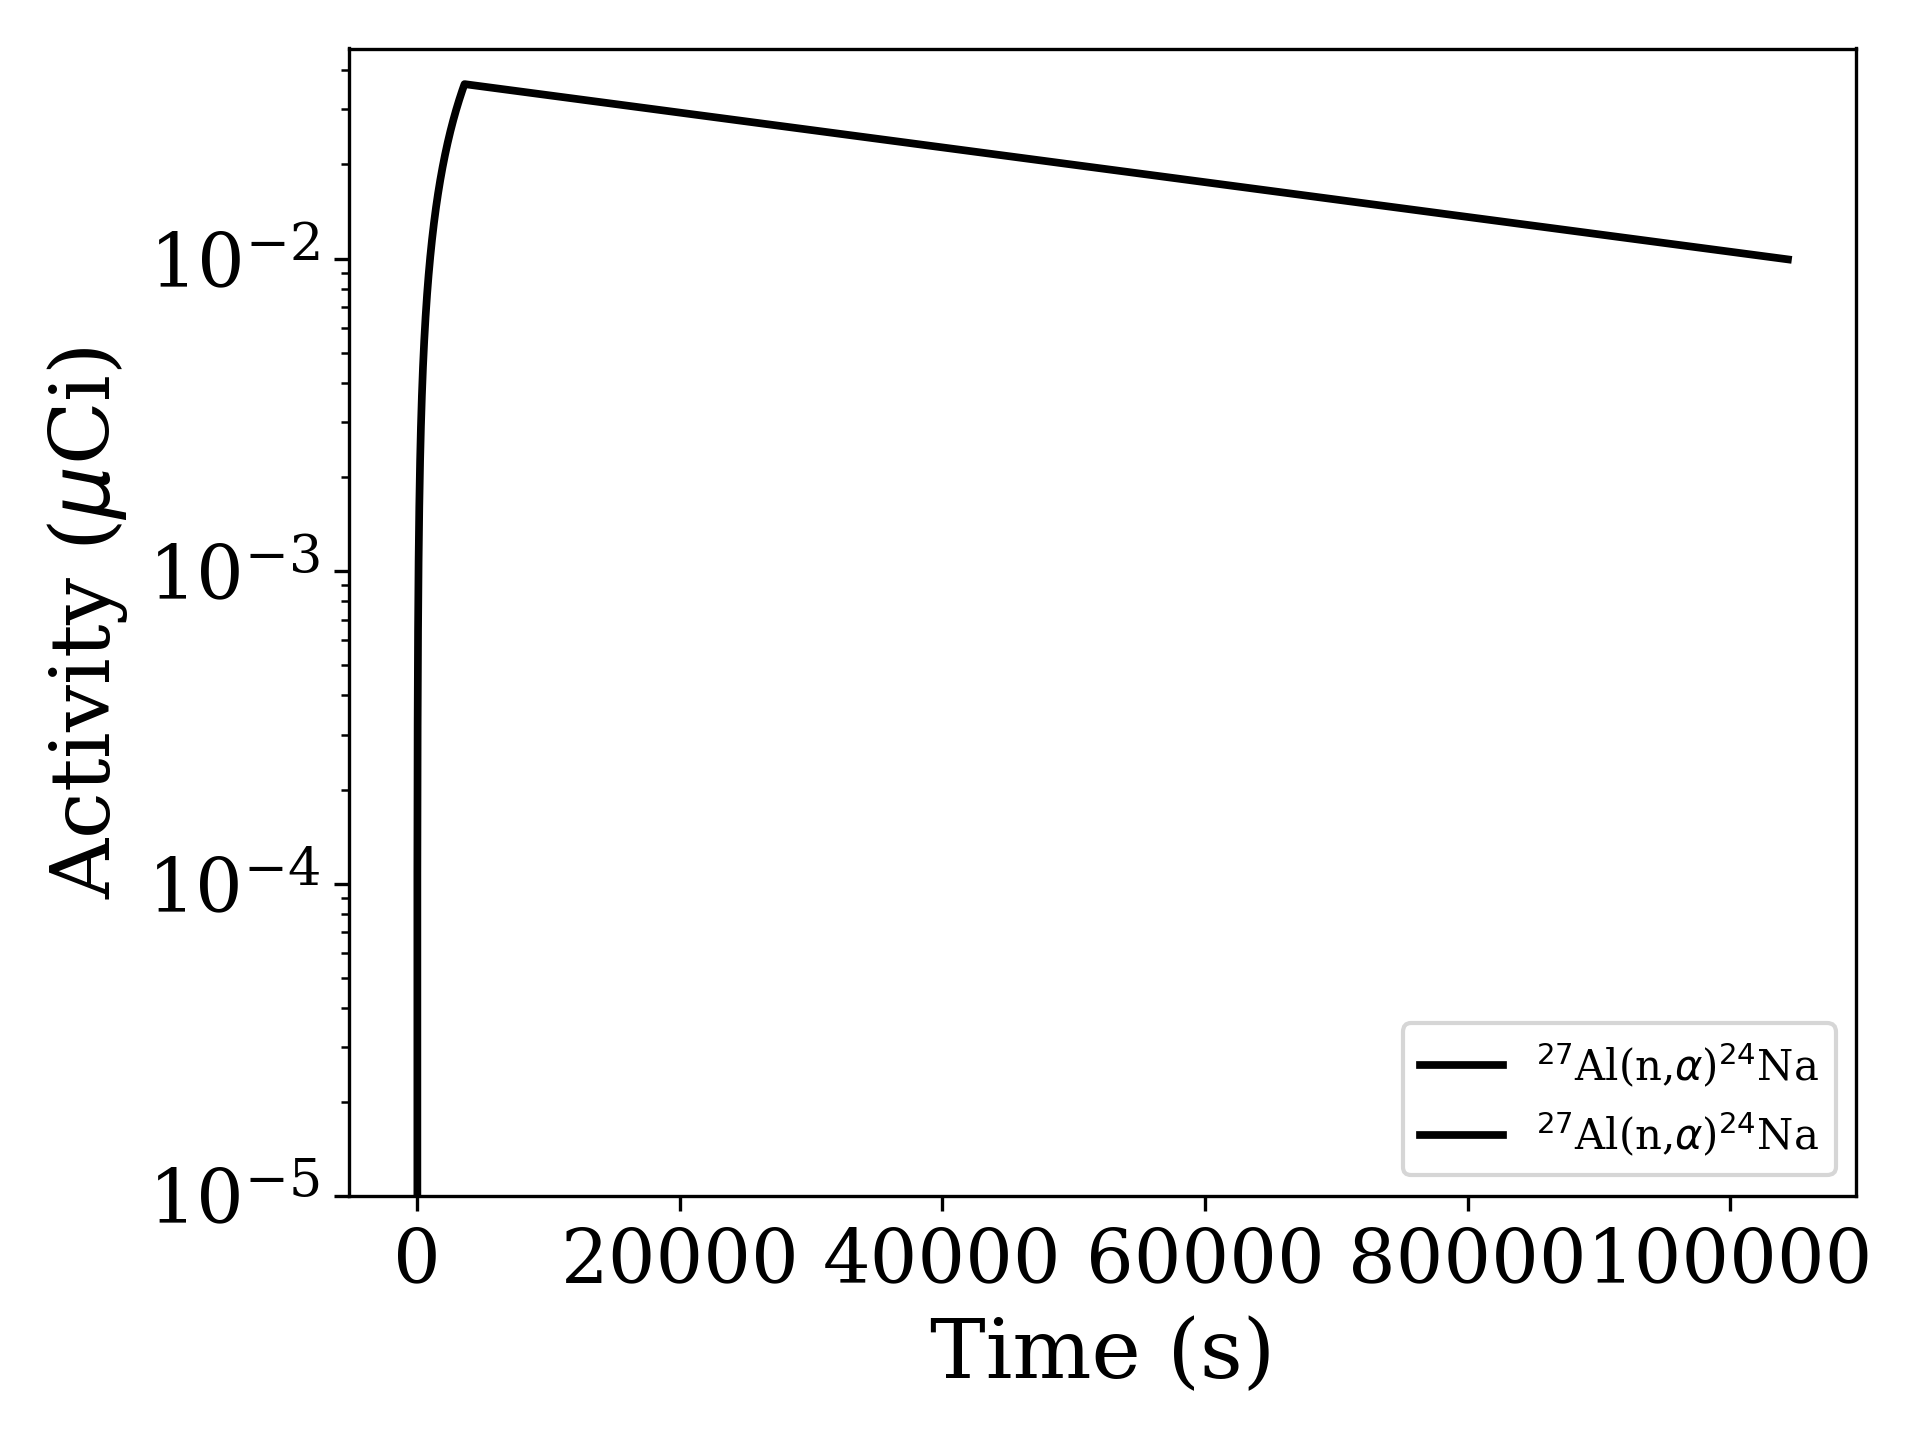 Activity (μCi)
10⁻²
10⁻³
10⁻⁴
10⁻⁵
0 20000 40000 60000 80000 100000
Time (s)
²⁷Al(n,α)²⁴Na
²⁷Al(n,α)²⁴Na